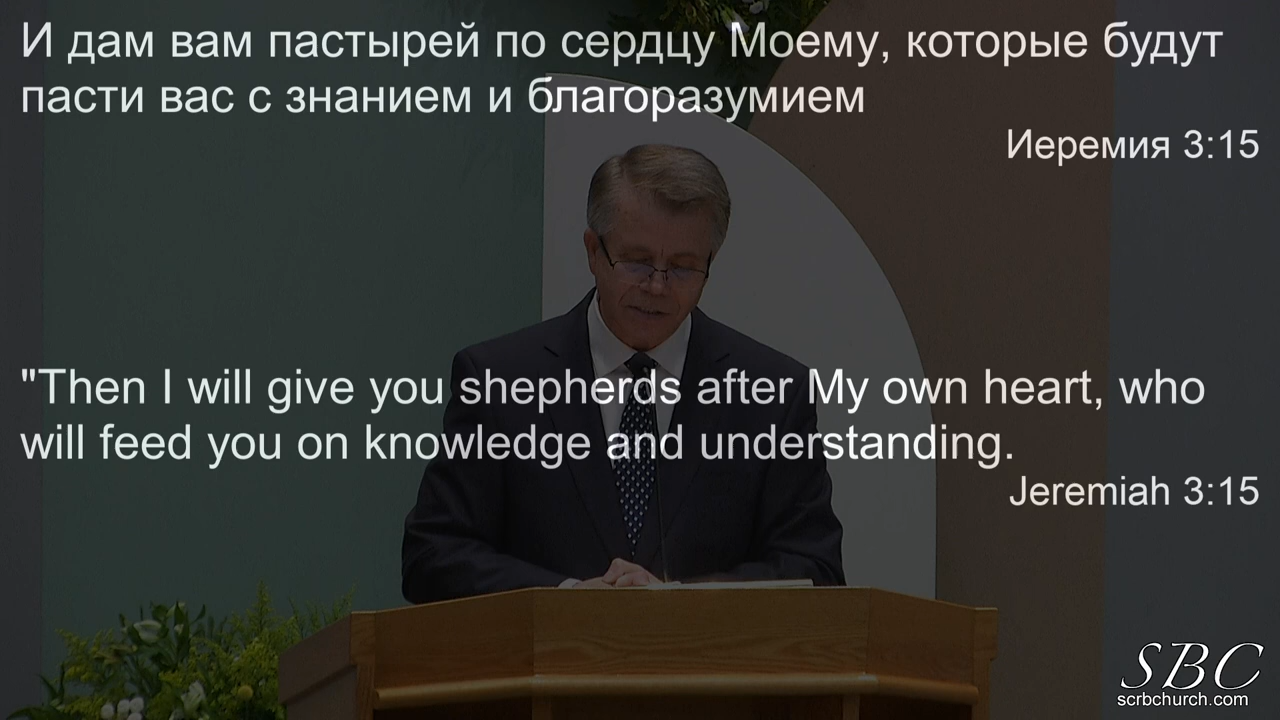 И дам вам пастырей по сердцу Моему, которые будут
пасти вас с знанием и благоразумием
Иеремия 3:15
"Then I will give you shepherds after My own heart, who
will feed you on knowledge and understanding.
Jeremiah 3:15
SBC
scrbchurch.com